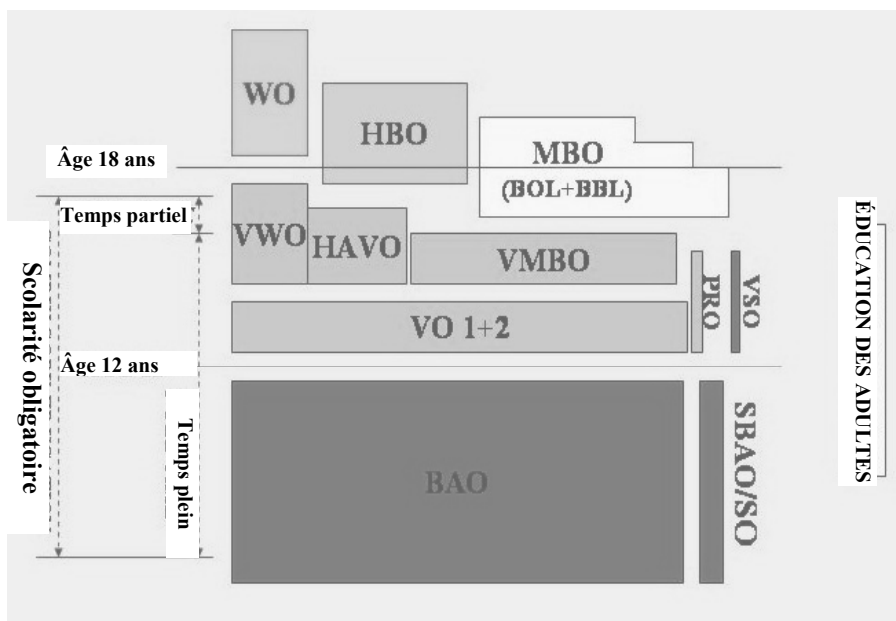 WO
HBO
Âge 18 ans
MBO
(BOL+BBL)
Temps partiel
VWO
HAVO
VMBO
PRO
VSO
VO 1+2
Âge 12 ans
Scolarité obligatoire
Temps plein
BAO
SBAO/SO
ÉDUCATION DES ADULTES